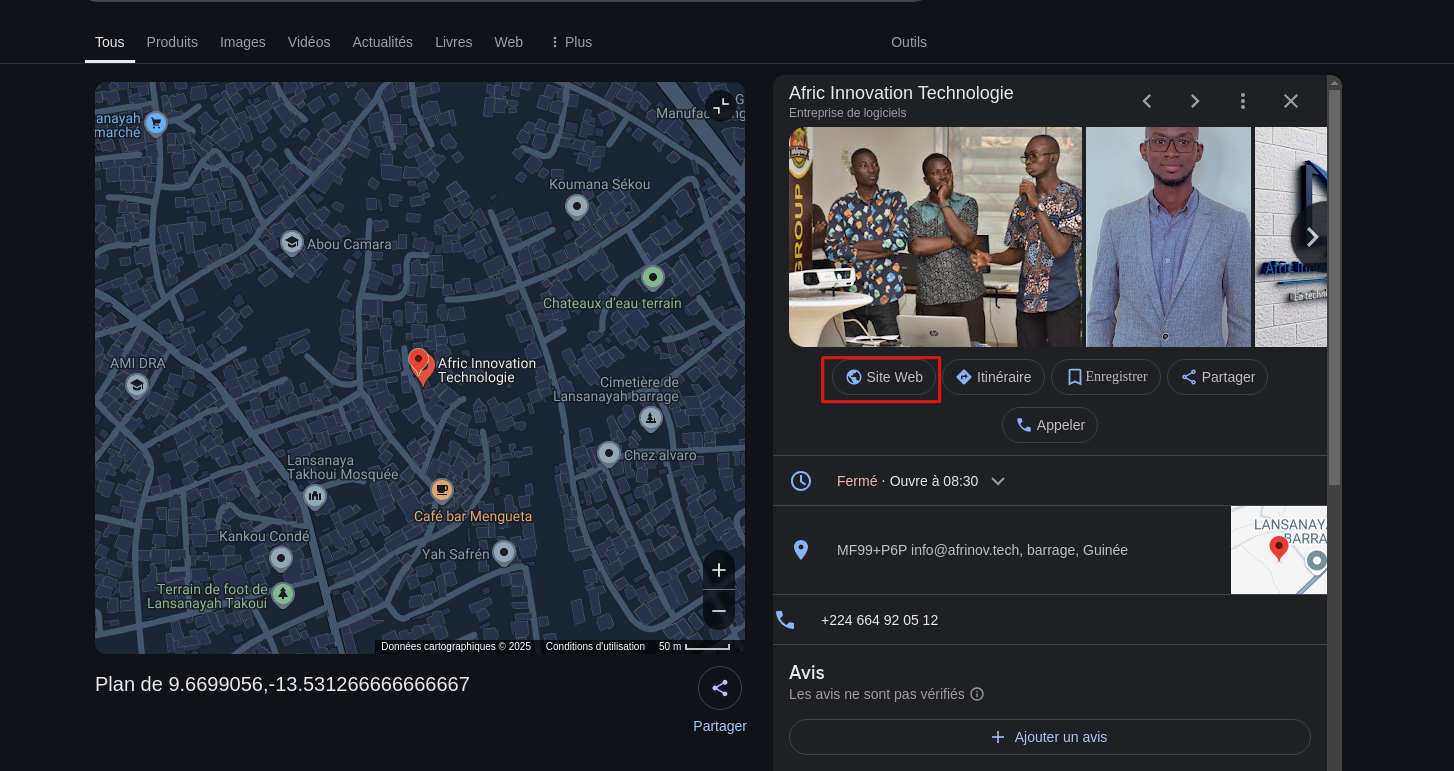 Tous
Produits
Images
Vidéos
Actualités
Livres
Web
Plus
Outils
anayah
marché
Koumana Sékou
Abou Camara
Chateaux d'eau terrain
AMI DRA
Afric Innovation
Technologie
Cimetière de
Lansanayah barrage
Chez alvaro
Lansanaya
Takhoui Mosquée
Café bar Mengueta
Kankou Condé
Yah Safrén
Terrain de foot de
Lansanayah Takoui
Données cartographiques © 2025
Conditions d'utilisation
50 m
Plan de 9.6699056,-13.531266666666667
Partager
Afric Innovation Technologie
Entreprise de logiciels
GROUP
Site Web
Itinéraire
Enregistrer
Partager
Appeler
Fermé · Ouvre à 08:30
MF99+P6P info@afrinov.tech, barrage, Guinée
LANSANAY
BARRA
+224 664 92 05 12
Avis
Les avis ne sont pas vérifiés
Ajouter un avis